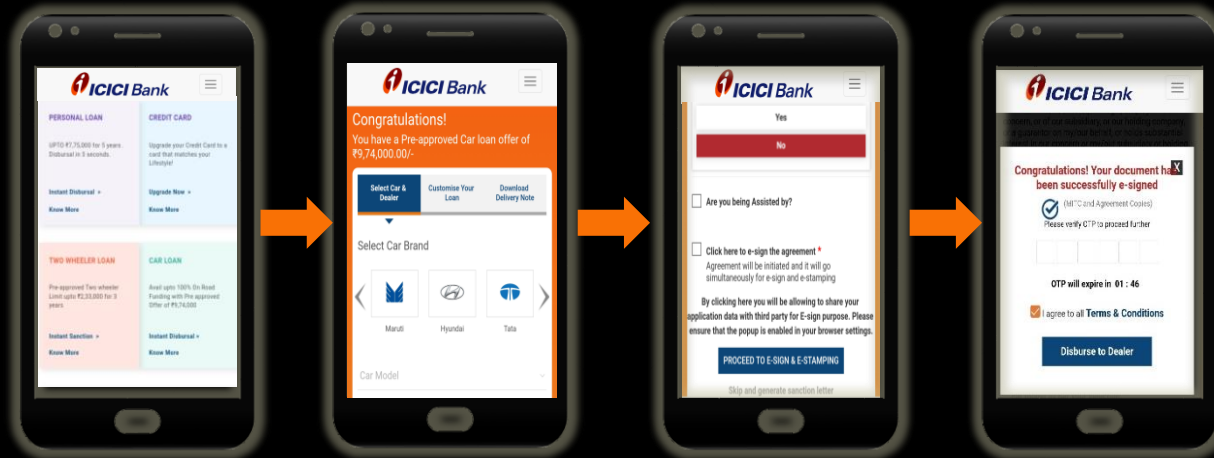 ICICI Bank
PERSONAL LOAN
UPTO ₹7,75,000 for 5 years .
Disbursal in 3 seconds.
Instant Disbursal »
Know More
CREDIT CARD
Upgrade your Credit Card to a
card that matches your
Lifestyle!
Upgrade Now »
Know More
TWO WHEELER LOAN
Pre approved Two wheeler
Limit upto ₹2,33,000 for 3
years
Instant Sanction »
Know More
CAR LOAN
Avail upto 100% On Road
Funding with Pre approved
Offer of ₹9,74,000
Instant Disbursal »
Know More
ICICI Bank
Congratulations!
You have a Pre-approved Car loan offer of
₹9,74,000.00/-
Select Car &
Dealer
Customise Your
Loan
Download
Delivery Note
Select Car Brand
Maruti
Hyundai
Tata
Car Model
ICICI Bank
Yes
No
Are you being Assisted by?
Click here to e-sign the agreement *
Agreement will be initiated and it will go
simultaneously for e-sign and e-stamping
By clicking here you will be allowing to share your
application data with third party for E-sign purpose. Please
ensure that the popup is enabled in your browser settings.
PROCEED TO E-SIGN & E-STAMPING
Skip and generate sanction letter
ICICI Bank
X
Congratulations! Your document has
been successfully e-signed
(MITC and Agreement Copies)
Please verify OTP to proceed further
OTP will expire in 01 : 46
I agree to all Terms & Conditions
Disburse to Dealer